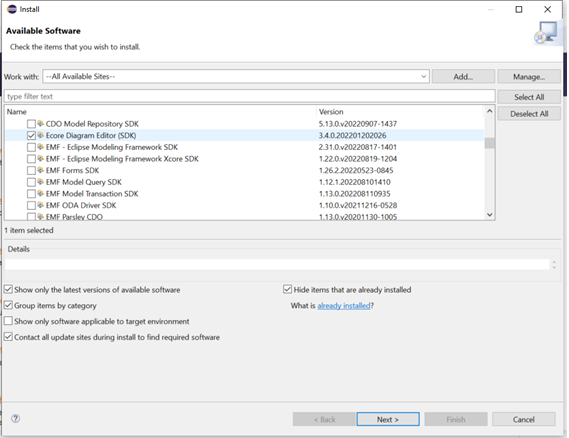 Install
Available Software
Check the items that you wish to install.
Work with: --All Available Sites-- Add... Manage...
type filter text Select All
Deselect All
Name Version
CDO Model Repository SDK 5.13.0.v20220907-1437
Ecore Diagram Editor (SDK) 3.4.0.202201202026
EMF - Eclipse Modeling Framework SDK 2.31.0.v20220817-1401
EMF - Eclipse Modeling Framework Xcore SDK 1.22.0.v20220819-1204
EMF Forms SDK 1.26.2.20220523-0845
EMF Model Query SDK 1.12.1.202208101410
EMF Model Transaction SDK 1.13.0.202208110935
EMF ODA Driver SDK 1.10.0.v20211216-0528
EMF Parsley CDO 1.13.0.v20201130-1005
1 item selected
Details
Show only the latest versions of available software Hide items that are already installed
Group items by category What is already installed?
Show only software applicable to target environment
Contact all update sites during install to find required software
? < Back Next > Finish Cancel